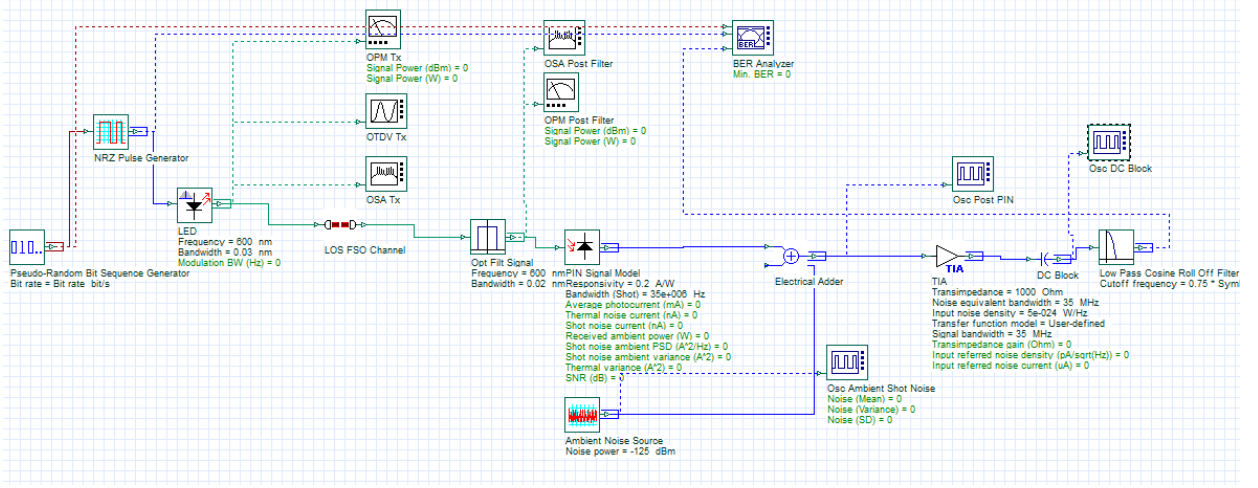 OPM Tx
Signal Power (dBm) = 0
Signal Power (W) = 0
OSA Post Filter
BER
BER Analyzer
Min. BER = 0
OPM Post Filter
Signal Power (dBm) = 0
Signal Power (W) = 0
OTDV Tx
NRZ Pulse Generator
OSA Tx
Osc DC Block
Osc Post PIN
LED
Frequency = 600 nm
Bandwidth = 0.03 nm
Modulation BW (Hz) = 0
LOS FSO Channel
010..
Pseudo-Random Bit Sequence Generator
Bit rate = Bit rate bit/s
Opt Filt Signal
Frequency = 600 nm
Bandwidth = 0.02 nm
PIN Signal Model
Responsivity = 0.2 A/W
Bandwidth (Shot) = 35e+006 Hz
Average photocurrent (mA) = 0
Thermal noise current (nA) = 0
Shot noise current (nA) = 0
Received ambient power (W) = 0
Shot noise ambient PSD (A^2/Hz) = 0
Shot noise ambient variance (A^2) = 0
Thermal variance (A^2) = 0
SNR (dB) = 0
Electrical Adder
TIA
TIA
Transimpedance = 1000 Ohm
Noise equivalent bandwidth = 35 MHz
Input noise density = 5e-024 W/Hz
Transfer function model = User-defined
Signal bandwidth = 35 MHz
Transimpedance gain (Ohm) = 0
Input referred noise density (pA/sqrt(Hz)) = 0
Input referred noise current (uA) = 0
DC Block
Low Pass Cosine Roll Off Filter
Cutoff frequency = 0.75 * Sym
Osc Ambient Shot Noise
Noise (Mean) = 0
Noise (Variance) = 0
Noise (SD) = 0
Ambient Noise Source
Noise power = -125 dBm